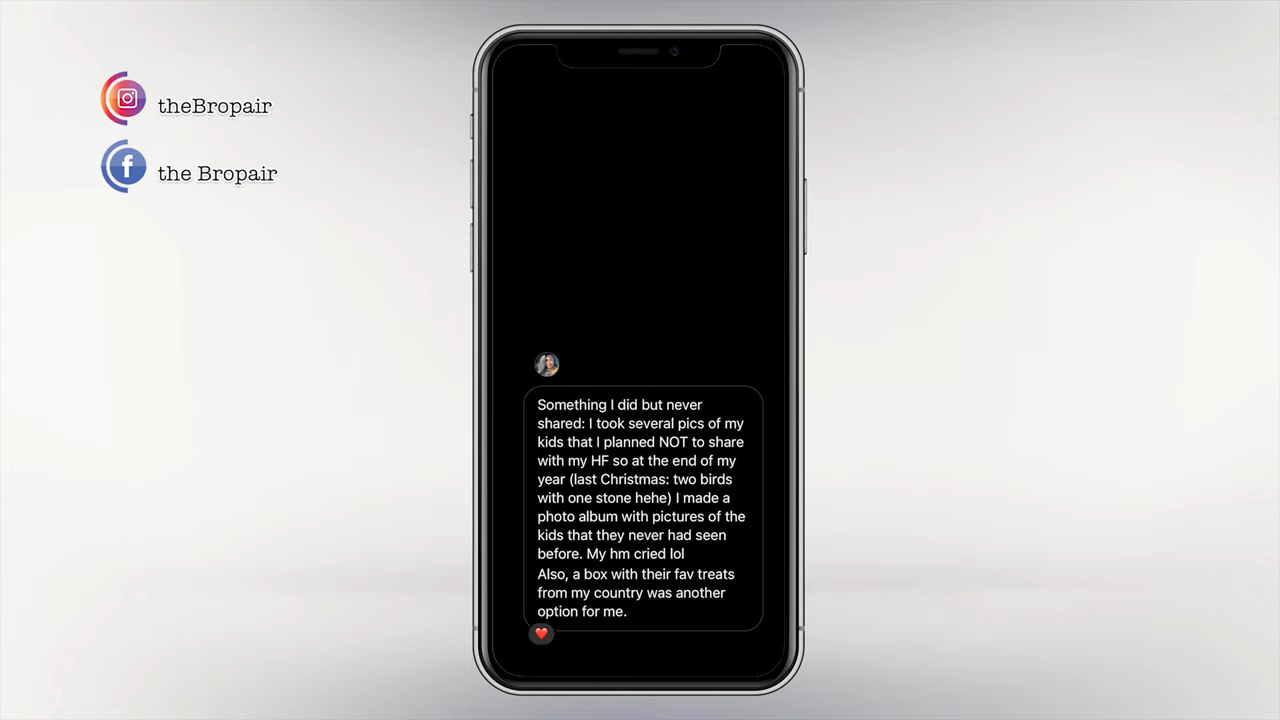 theBropair
the Bropair
Something I did but never
shared: I took several pics of my
kids that I planned NOT to share
with my HF so at the end of my
year (last Christmas: two birds
with one stone hehe) I made a
photo album with pictures of the
kids that they never had seen
before. My hm cried lol
Also, a box with their fav treats
from my country was another
option for me.